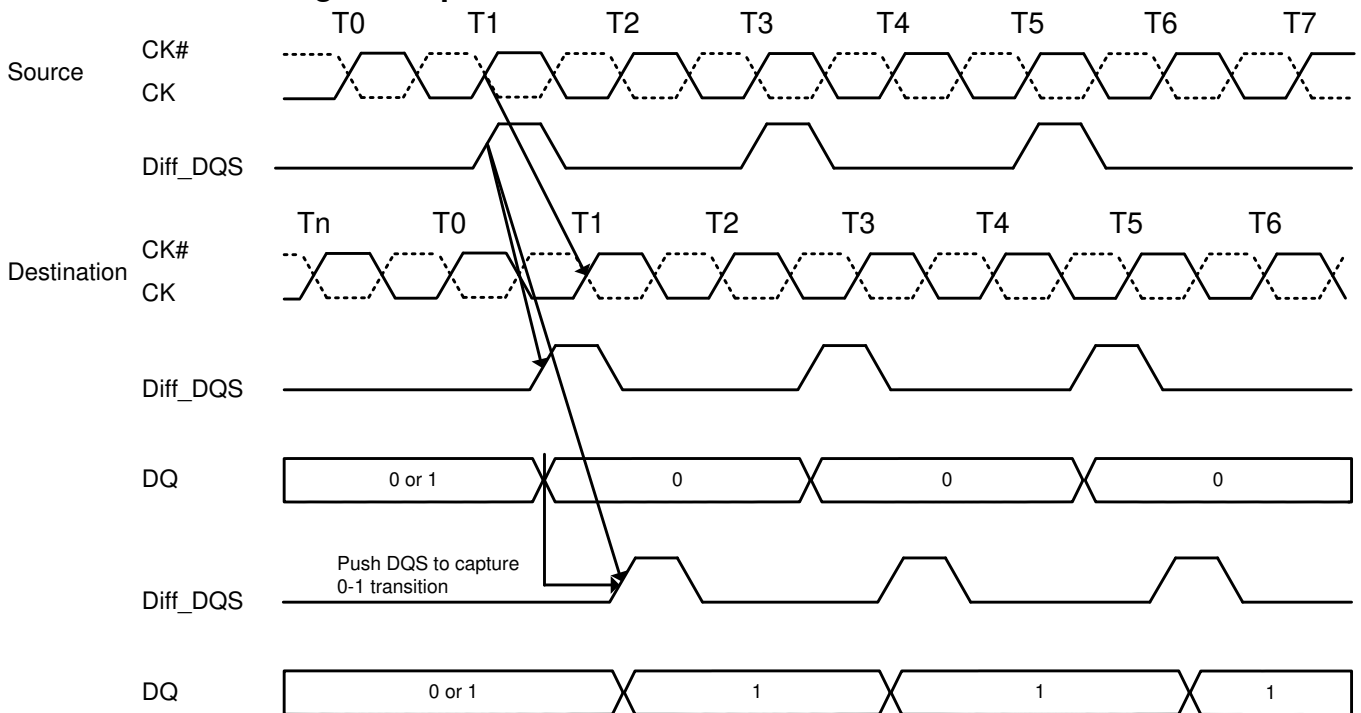 T0 T1 T2 T3 T4 T5 T6 T7
CK#
Source
CK
Diff_DQS
Tn T0 T1 T2 T3 T4 T5 T6
CK#
Destination
CK
Diff_DQS
DQ 0 or 1 0 0 0
Push DQS to capture
0-1 transition
Diff_DQS
DQ 0 or 1 1 1 1